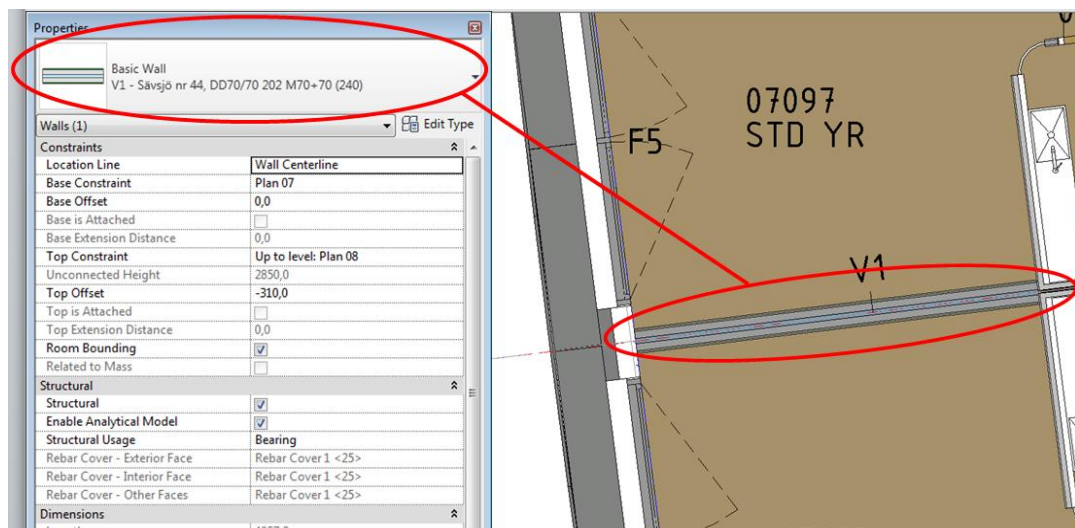 Properties
Basic Wall
V1 - Sävsjö nr 44, DD70/70 202 M70+70 (240)
Walls (1)
Edit Type
Constraints
Location Line Wall Centerline
Base Constraint Plan 07
Base Offset 0,0
Base is Attached
Base Extension Distance 0,0
Top Constraint Up to level: Plan 08
Unconnected Height 2850,0
Top Offset -310,0
Top is Attached
Top Extension Distance 0,0
Room Bounding
Related to Mass
Structural
Structural
Enable Analytical Model
Structural Usage Bearing
Rebar Cover - Exterior Face Rebar Cover 1 <25>
Rebar Cover - Interior Face Rebar Cover 1 <25>
Rebar Cover - Other Faces Rebar Cover 1 <25>
Dimensions
07097
STD YR
F5
V1